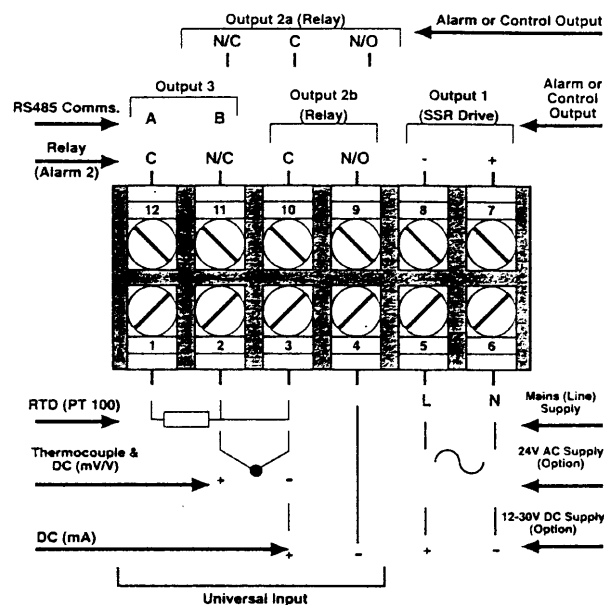 Output 2a (Relay)
Alarm or Control Output
N/C C N/O
Output 3
RS485 Comms.
A B
Output 2b
(Relay)
Output 1
(SSR Drive)
Alarm or
Control
Output
Relay
(Alarm 2)
C N/C C N/O - +
12 11 10 9 8 7
1 2 3 4 5 6
RTD (PT 100)
L N
Mains (Line)
Supply
Thermocouple &
DC (mV/V)
+ -
24V AC Supply
(Option)
12-30V DC Supply
(Option)
DC (mA)
+ - + -
Universal Input